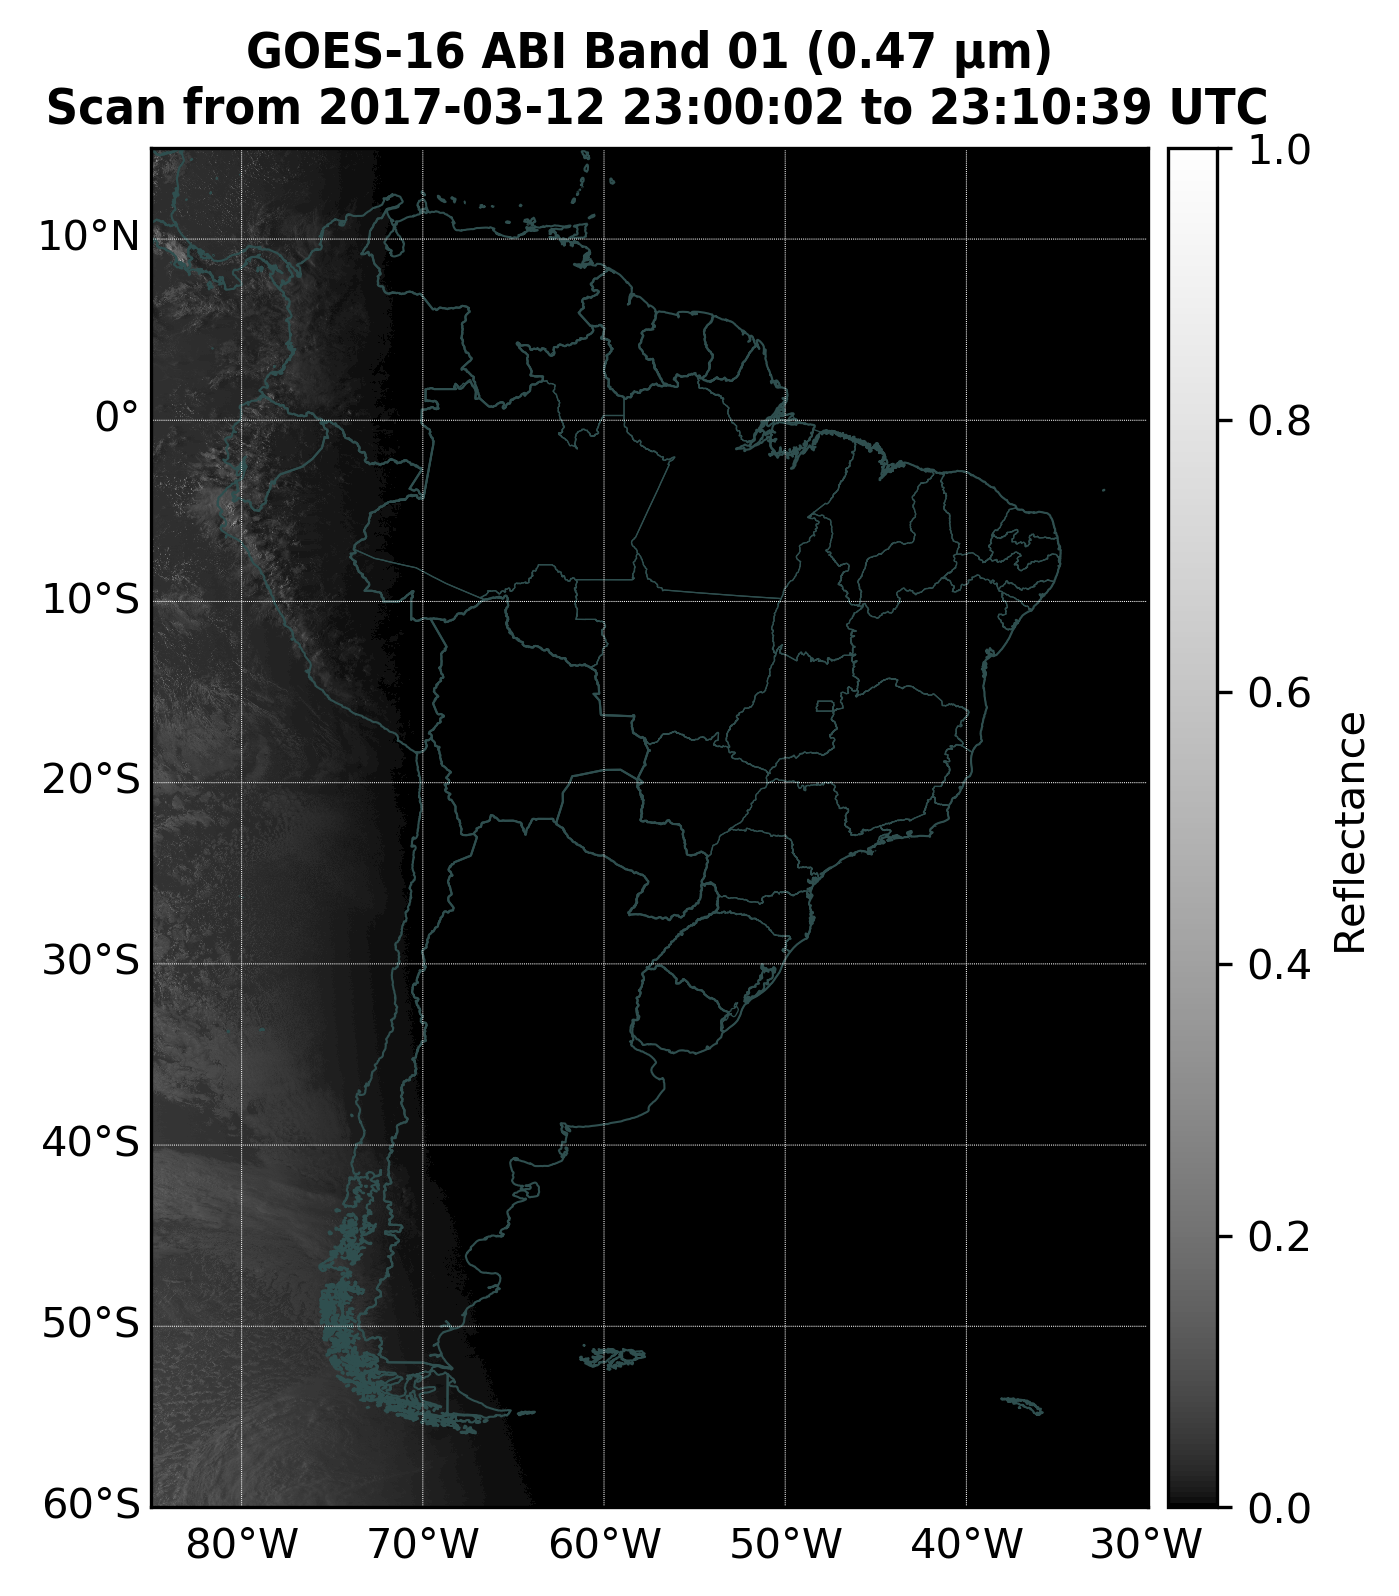 GOES-16 ABI Band 01 (0.47 µm)
Scan from 2017-03-12 23:00:02 to 23:10:39 UTC
10°N
0°
10°S
20°S
30°S
40°S
50°S
60°S
80°W
70°W
60°W
50°W
40°W
30°W
1.0
0.8
0.6
0.4
0.2
0.0
Reflectance